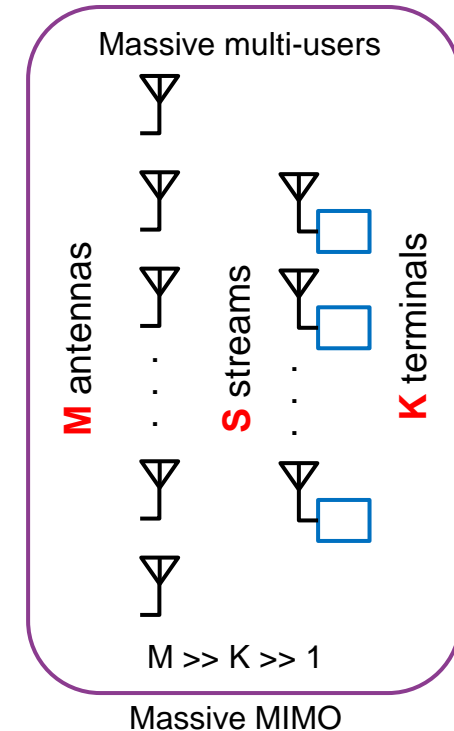 Massive multi-users
M antennas
S streams
K terminals
M >> K >> 1
Massive MIMO